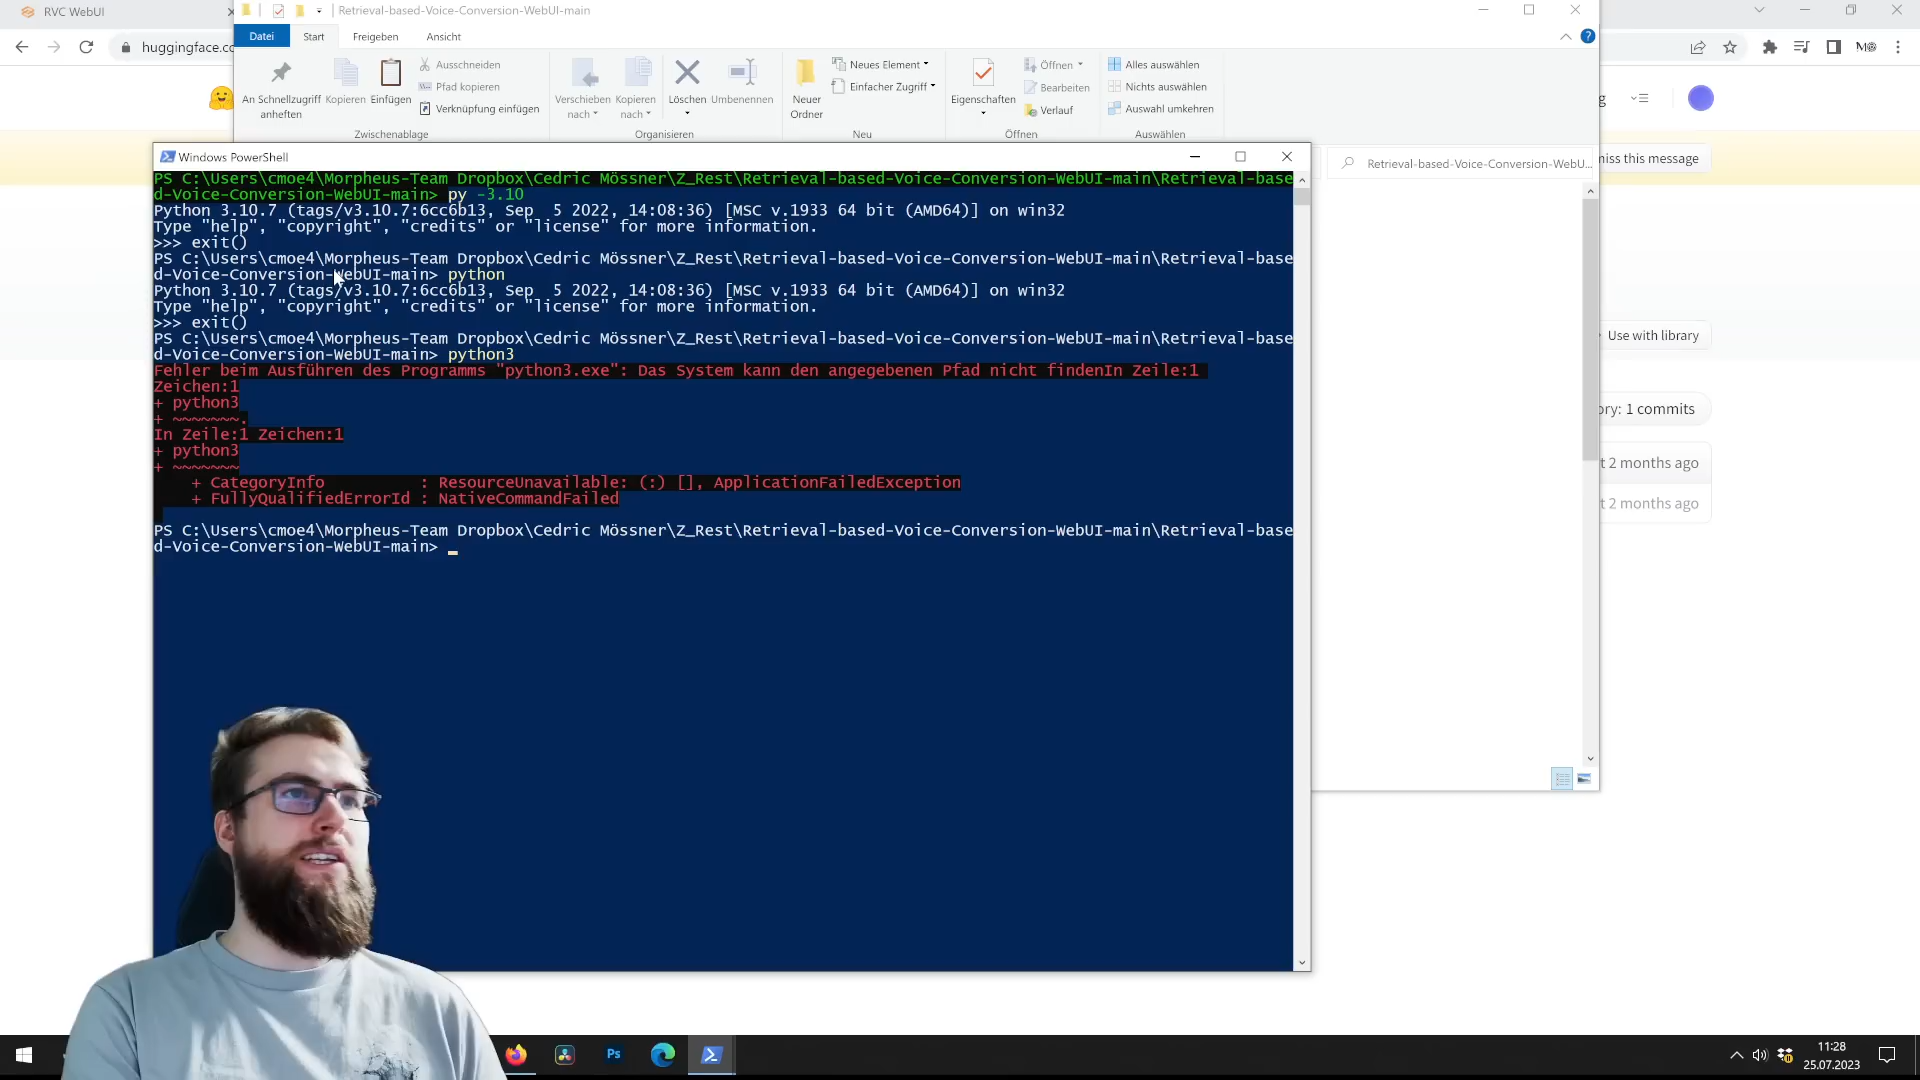 RVC WebUI
Retrieval-based-Voice-Conversion-WebUI-main
huggingface.co
Datei Start Freigeben Ansicht
An Schnellzugriff anheften
Kopieren
Einfügen
Ausschneiden
Pfad kopieren
Verknüpfung einfügen
Zwischenablage
Verschieben nach
Kopieren nach
Löschen
Umbenennen
Organisieren
Neuer Ordner
Neues Element
Einfacher Zugriff
Neu
Eigenschaften
Öffnen
Bearbeiten
Verlauf
Öffnen
Alles auswählen
Nichts auswählen
Auswahl umkehren
Auswählen
Windows PowerShell
Retrieval-based-Voice-Conversion-WebU...
miss this message
PS C:\Users\cmoe4\Morpheus-Team Dropbox\Cedric Mössner\Z_Rest\Retrieval-based-Voice-Conversion-WebUI-main\Retrieval-base
d-Voice-Conversion-WebUI-main> py -3.10
Python 3.10.7 (tags/v3.10.7:6cc6b13, Sep  5 2022, 14:08:36) [MSC v.1933 64 bit (AMD64)] on win32
Type "help", "copyright", "credits" or "license" for more information.
>>> exit()
PS C:\Users\cmoe4\Morpheus-Team Dropbox\Cedric Mössner\Z_Rest\Retrieval-based-Voice-Conversion-WebUI-main\Retrieval-base
d-Voice-Conversion-WebUI-main> python
Python 3.10.7 (tags/v3.10.7:6cc6b13, Sep  5 2022, 14:08:36) [MSC v.1933 64 bit (AMD64)] on win32
Type "help", "copyright", "credits" or "license" for more information.
>>> exit()
PS C:\Users\cmoe4\Morpheus-Team Dropbox\Cedric Mössner\Z_Rest\Retrieval-based-Voice-Conversion-WebUI-main\Retrieval-base
d-Voice-Conversion-WebUI-main> python3
Fehler beim Ausführen des Programms "python3.exe": Das System kann den angegebenen Pfad nicht findenIn Zeile:1
Zeichen:1
+ python3
+ ~~~~~~~.
In Zeile:1 Zeichen:1
+ python3
+ ~~~~~~~
    + CategoryInfo          : ResourceUnavailable: (:) [], ApplicationFailedException
    + FullyQualifiedErrorId : NativeCommandFailed
PS C:\Users\cmoe4\Morpheus-Team Dropbox\Cedric Mössner\Z_Rest\Retrieval-based-Voice-Conversion-WebUI-main\Retrieval-base
d-Voice-Conversion-WebUI-main>
Use with library
ory: 1 commits
t 2 months ago
t 2 months ago
Ps
11:28
25.07.2023